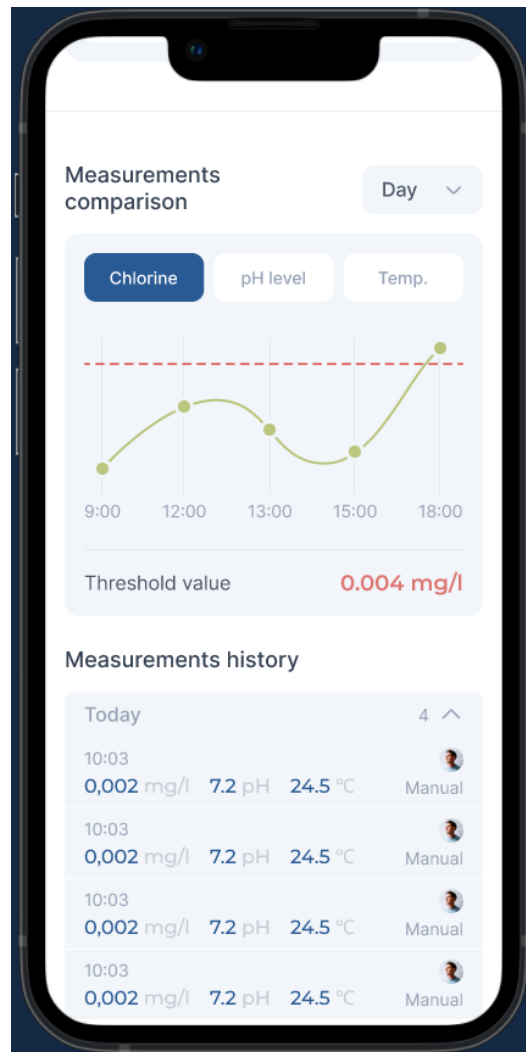 Measurements
comparison
Day
Chlorine pH level Temp.
9:00 12:00 13:00 15:00 18:00
Threshold value 0.004 mg/l
Measurements history
Today 4
10:03
0,002 mg/l 7.2 pH 24.5 °C Manual
10:03
0,002 mg/l 7.2 pH 24.5 °C Manual
10:03
0,002 mg/l 7.2 pH 24.5 °C Manual
10:03
0,002 mg/l 7.2 pH 24.5 °C Manual